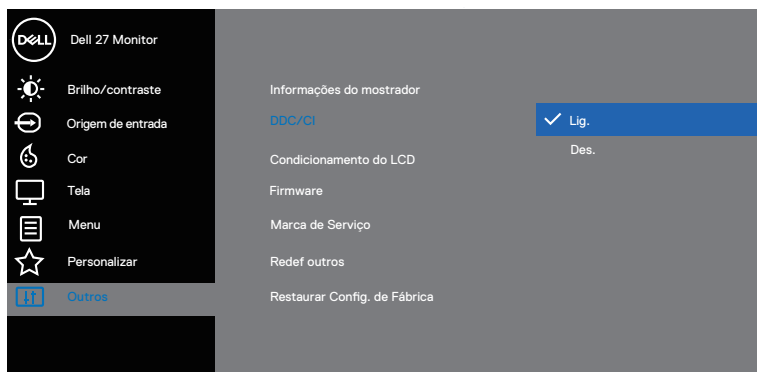 DELL
Dell 27 Monitor
Brilho/contraste
Origem de entrada
Cor
Tela
Menu
Personalizar
Outros
Informações do mostrador
DDC/CI
Condicionamento do LCD
Firmware
Marca de Serviço
Redef outros
Restaurar Config. de Fábrica
Lig.
Des.